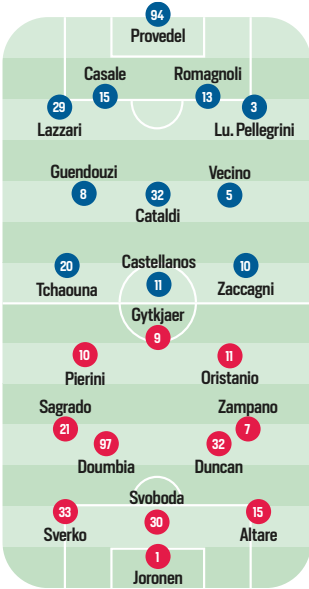 94
Provedel
Casale Romagnoli
29 15 13 3
Lazzari Lu. Pellegrini
Guendouzi Vecino
8 32 5
Cataldi
20 Castellanos 10
Tchaouna 11 Zaccagni
Gytkjaer
9
10 11
Pierini Oristanio
Sagrado Zampano
21 97 32 7
Doumbia Duncan
Svoboda
33 30 15
Sverko Altare
1
Joronen